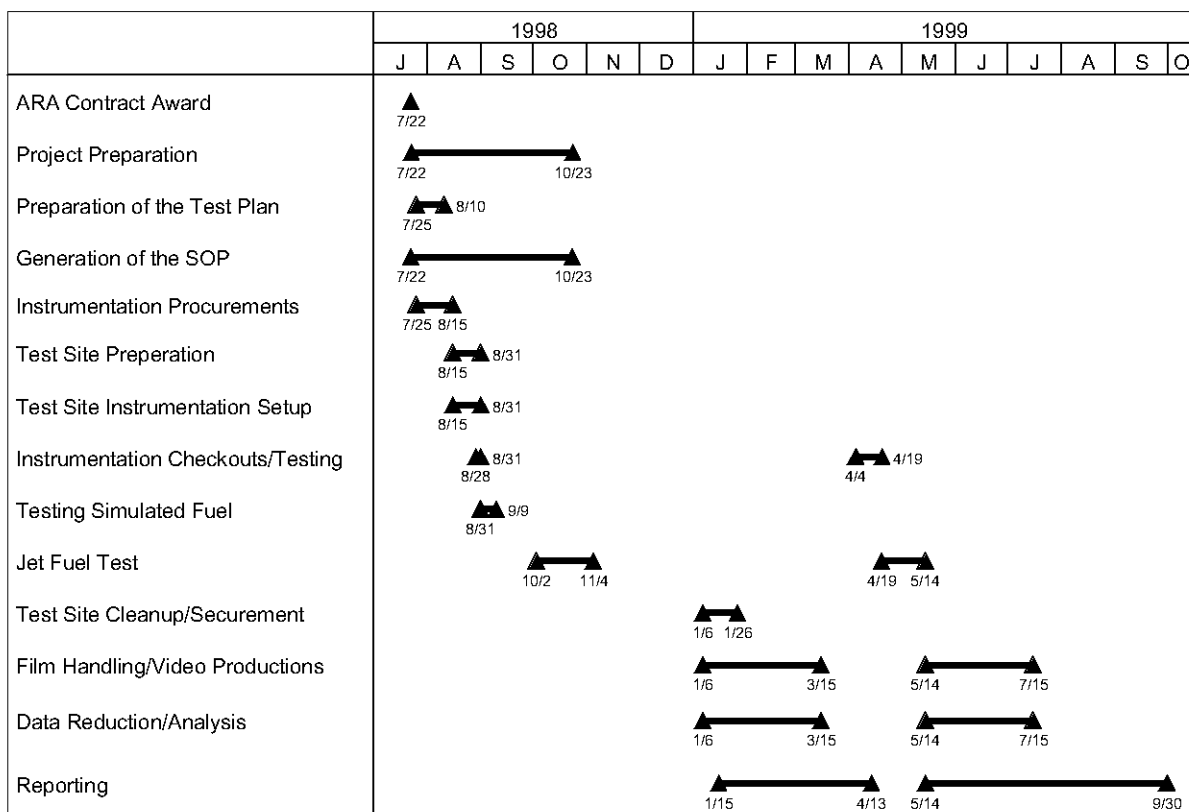 1998 1999
J A S O N D J F M A M J J A S O
ARA Contract Award
7/22
Project Preparation
7/22 10/23
Preparation of the Test Plan 8/10
7/25
Generation of the SOP
7/22 10/23
Instrumentation Procurements
7/25 8/15
Test Site Preperation 8/31
8/15
Test Site Instrumentation Setup 8/31
8/15
Instrumentation Checkouts/Testing 8/31 4/19
8/28 4/4
Testing Simulated Fuel 9/9
8/31
Jet Fuel Test
10/2 11/4 4/19 5/14
Test Site Cleanup/Securement
1/6 1/26
Film Handling/Video Productions
1/6 3/15 5/14 7/15
Data Reduction/Analysis
1/6 3/15 5/14 7/15
Reporting
1/15 4/13 5/14 9/30